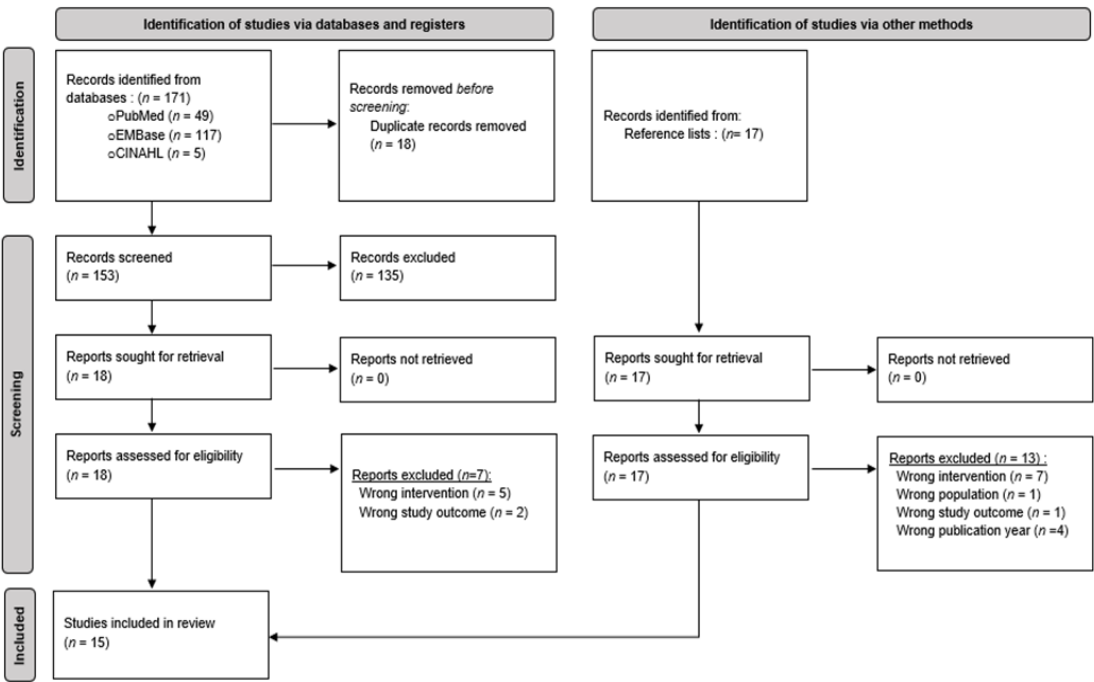 Identification of studies via databases and registers
Identification of studies via other methods
Identification
Records identified from
databases : (n = 171)
oPubMed (n = 49)
oEMBase (n = 117)
oCINAHL (n = 5)
Records removed before
screening:
Duplicate records removed
(n = 18)
Records identified from:
Reference lists : (n= 17)
Screening
Records screened
(n = 153)
Records excluded
(n = 135)
Reports sought for retrieval
(n = 18)
Reports not retrieved
(n = 0)
Reports sought for retrieval
(n = 17)
Reports not retrieved
(n = 0)
Reports assessed for eligibility
(n = 18)
Reports excluded (n=7):
Wrong intervention (n = 5)
Wrong study outcome (n = 2)
Reports assessed for eligibility
(n = 17)
Reports excluded (n = 13) :
Wrong intervention (n = 7)
Wrong population (n = 1)
Wrong study outcome (n = 1)
Wrong publication year (n =4)
Included
Studies included in review
(n = 15)